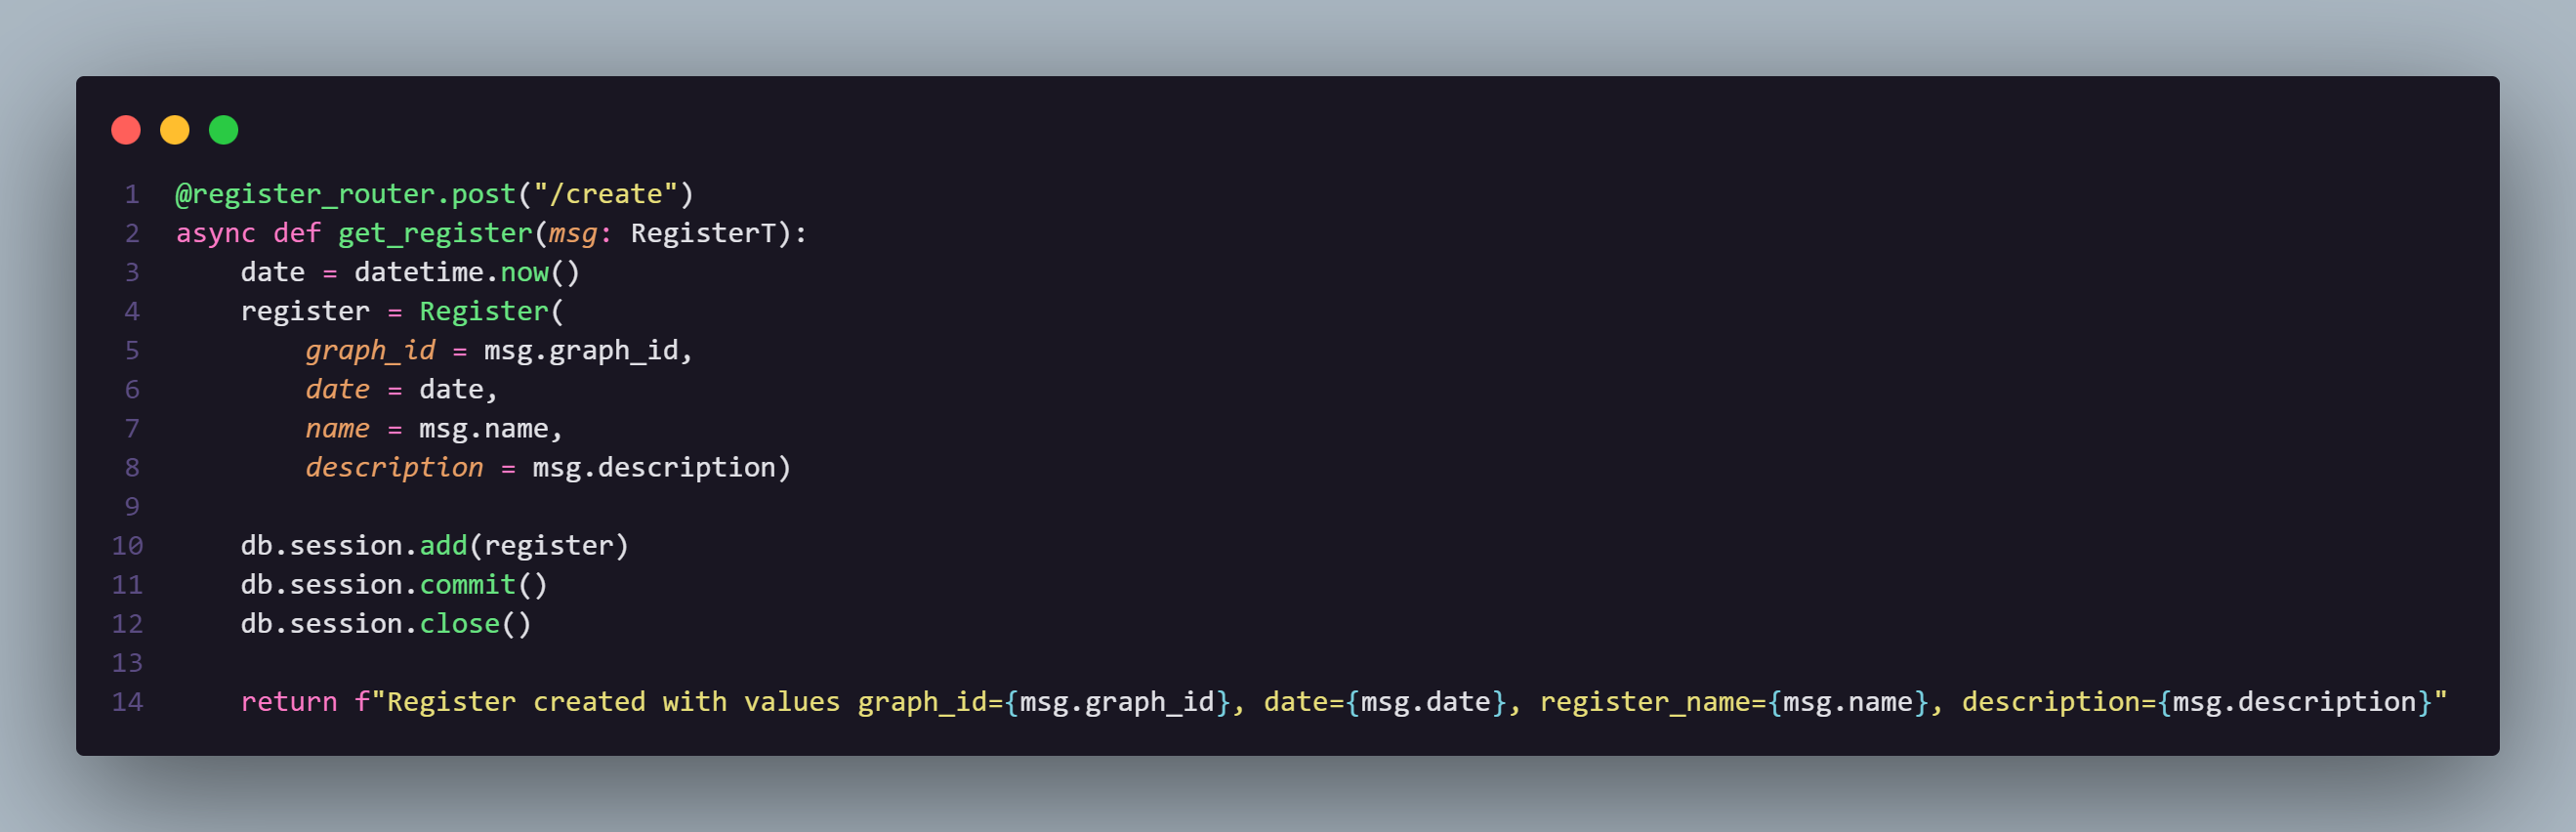 1 @register_router.post("/create")
2 async def get_register(msg: RegisterT):
3     date = datetime.now()
4     register = Register(
5         graph_id = msg.graph_id,
6         date = date,
7         name = msg.name,
8         description = msg.description)
9
10     db.session.add(register)
11     db.session.commit()
12     db.session.close()
13
14     return f"Register created with values graph_id={msg.graph_id}, date={msg.date}, register_name={msg.name}, description={msg.description}"